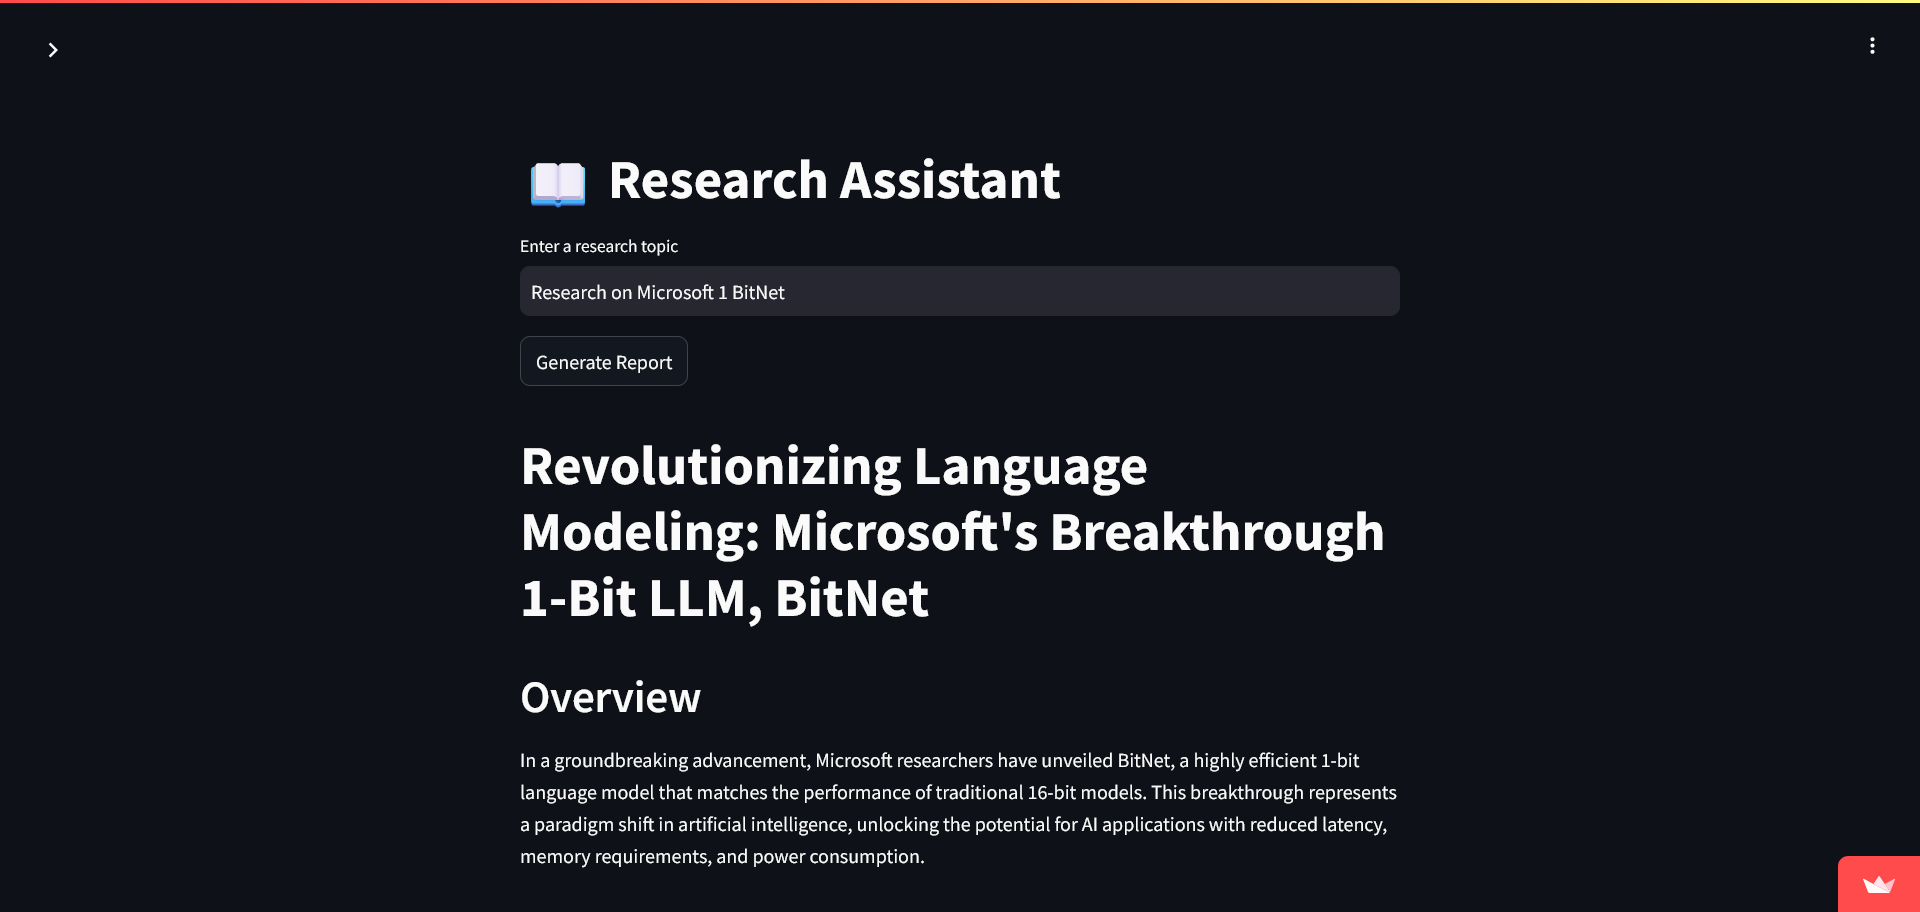 Research Assistant
Enter a research topic
Research on Microsoft 1 BitNet
Generate Report
Revolutionizing Language
Modeling: Microsoft's Breakthrough
1-Bit LLM, BitNet
Overview
In a groundbreaking advancement, Microsoft researchers have unveiled BitNet, a highly efficient 1-bit
language model that matches the performance of traditional 16-bit models. This breakthrough represents
a paradigm shift in artificial intelligence, unlocking the potential for AI applications with reduced latency,
memory requirements, and power consumption.